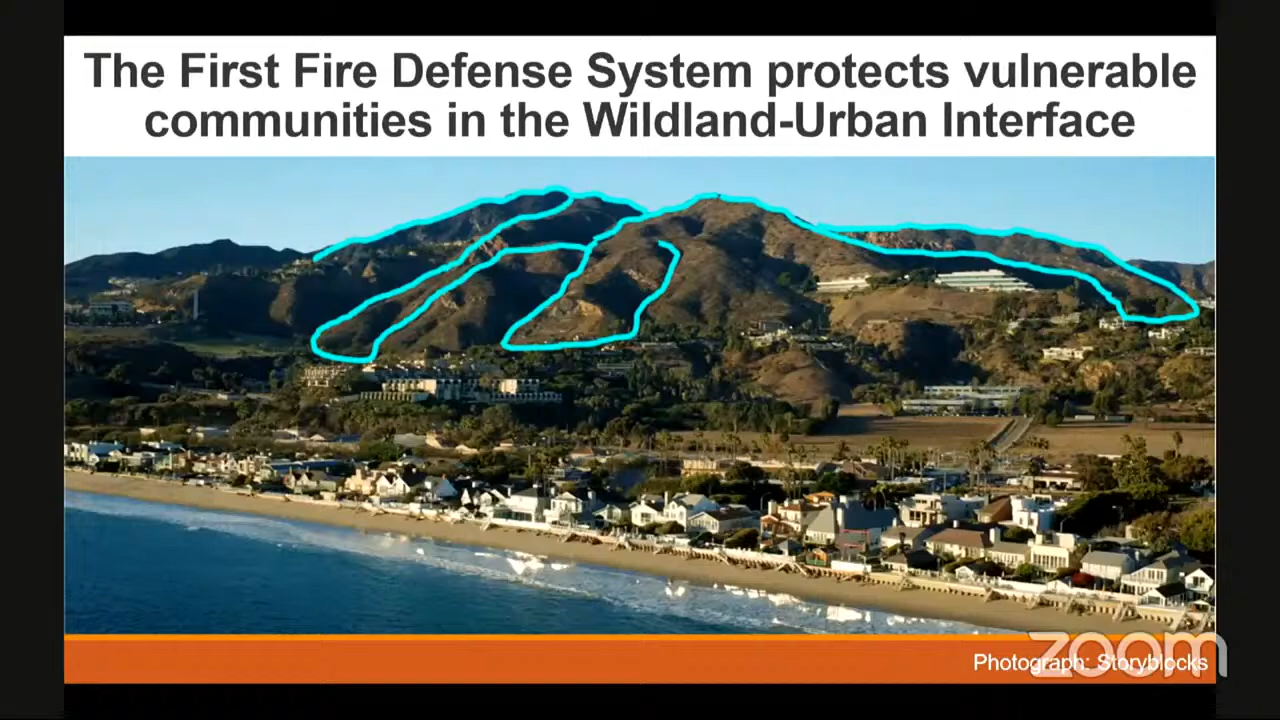 The First Fire Defense System protects vulnerable
communities in the Wildland-Urban Interface
Photograph: Storyblocks
zoom